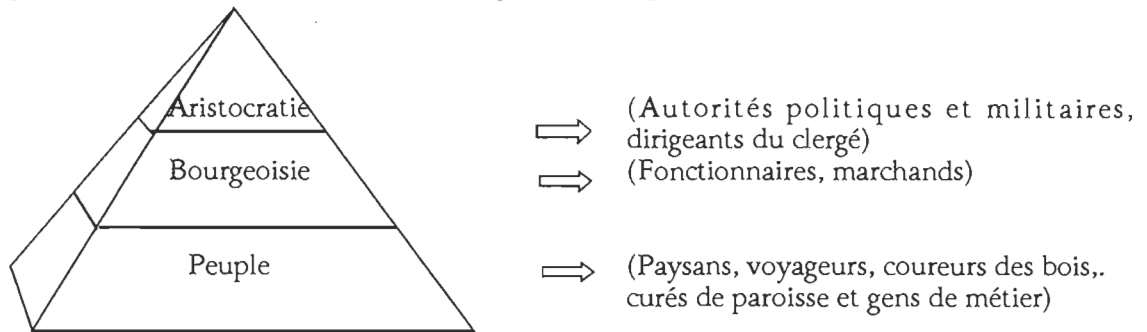 Aristocratie
(Autorités politiques et militaires,
dirigeants du clergé)
Bourgeoisie
(Fonctionnaires, marchands)
Peuple
(Paysans, voyageurs, coureurs des bois,.
curés de paroisse et gens de métier)